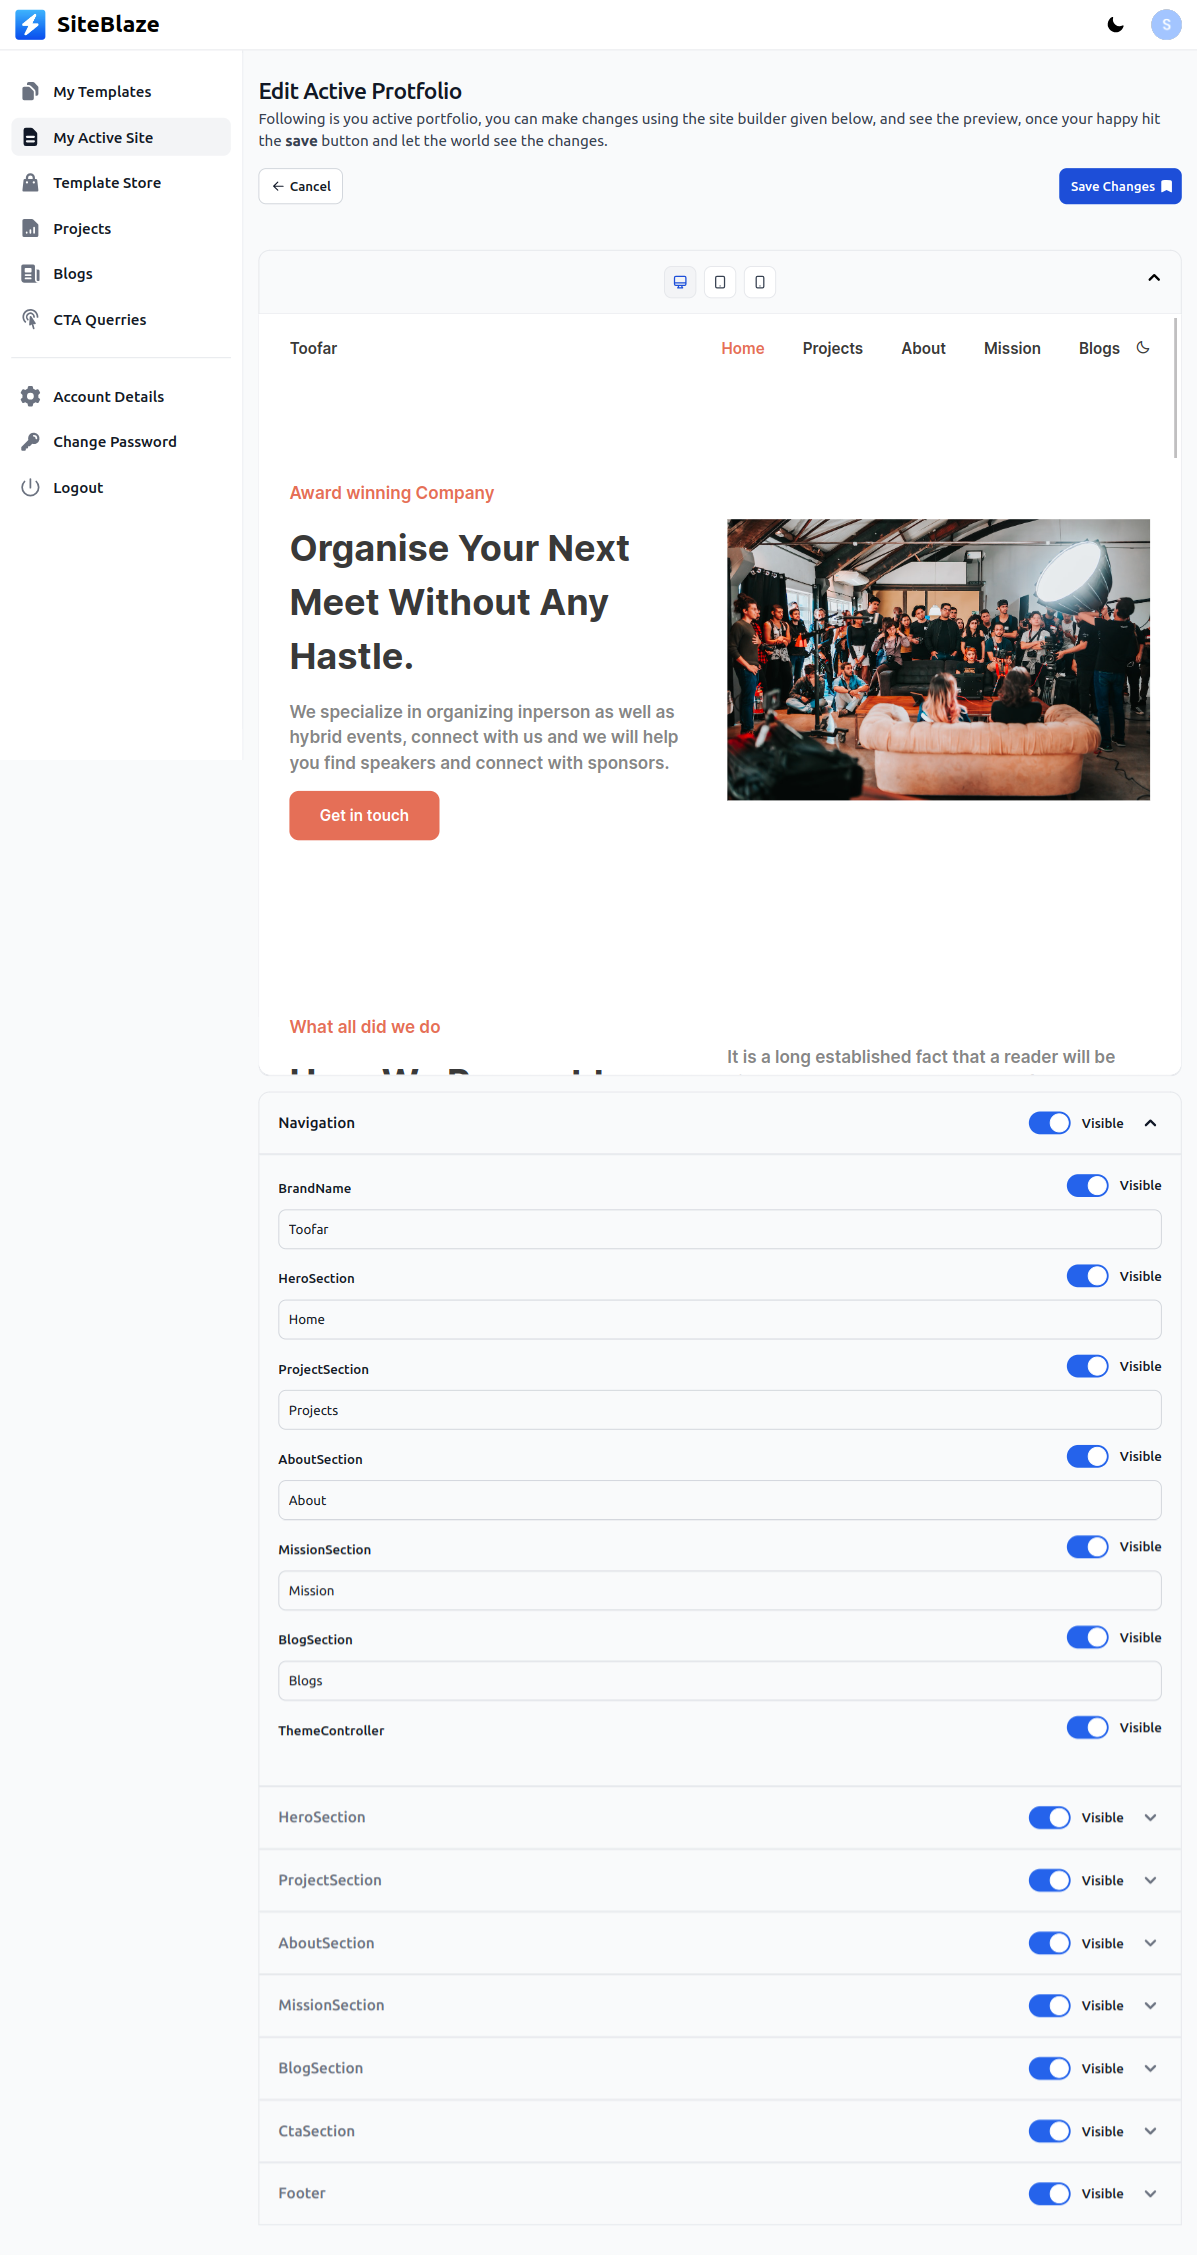 SiteBlaze
S
My Templates
My Active Site
Template Store
Projects
Blogs
CTA Querries
Account Details
Change Password
Logout
Edit Active Protfolio
Following is you active portfolio, you can make changes using the site builder given below, and see the preview, once your happy hit
the save button and let the world see the changes.
Cancel
Save Changes
Toofar
Home
Projects
About
Mission
Blogs
Award winning Company
Organise Your Next
Meet Without Any
Hastle.
We specialize in organizing inperson as well as
hybrid events, connect with us and we will help
you find speakers and connect with sponsors.
Get in touch
What all did we do
It is a long established fact that a reader will be
Navigation
Visible
BrandName
Visible
Toofar
HeroSection
Visible
Home
ProjectSection
Visible
Projects
AboutSection
Visible
About
MissionSection
Visible
Mission
BlogSection
Visible
Blogs
ThemeController
Visible
HeroSection
Visible
ProjectSection
Visible
AboutSection
Visible
MissionSection
Visible
BlogSection
Visible
CtaSection
Visible
Footer
Visible